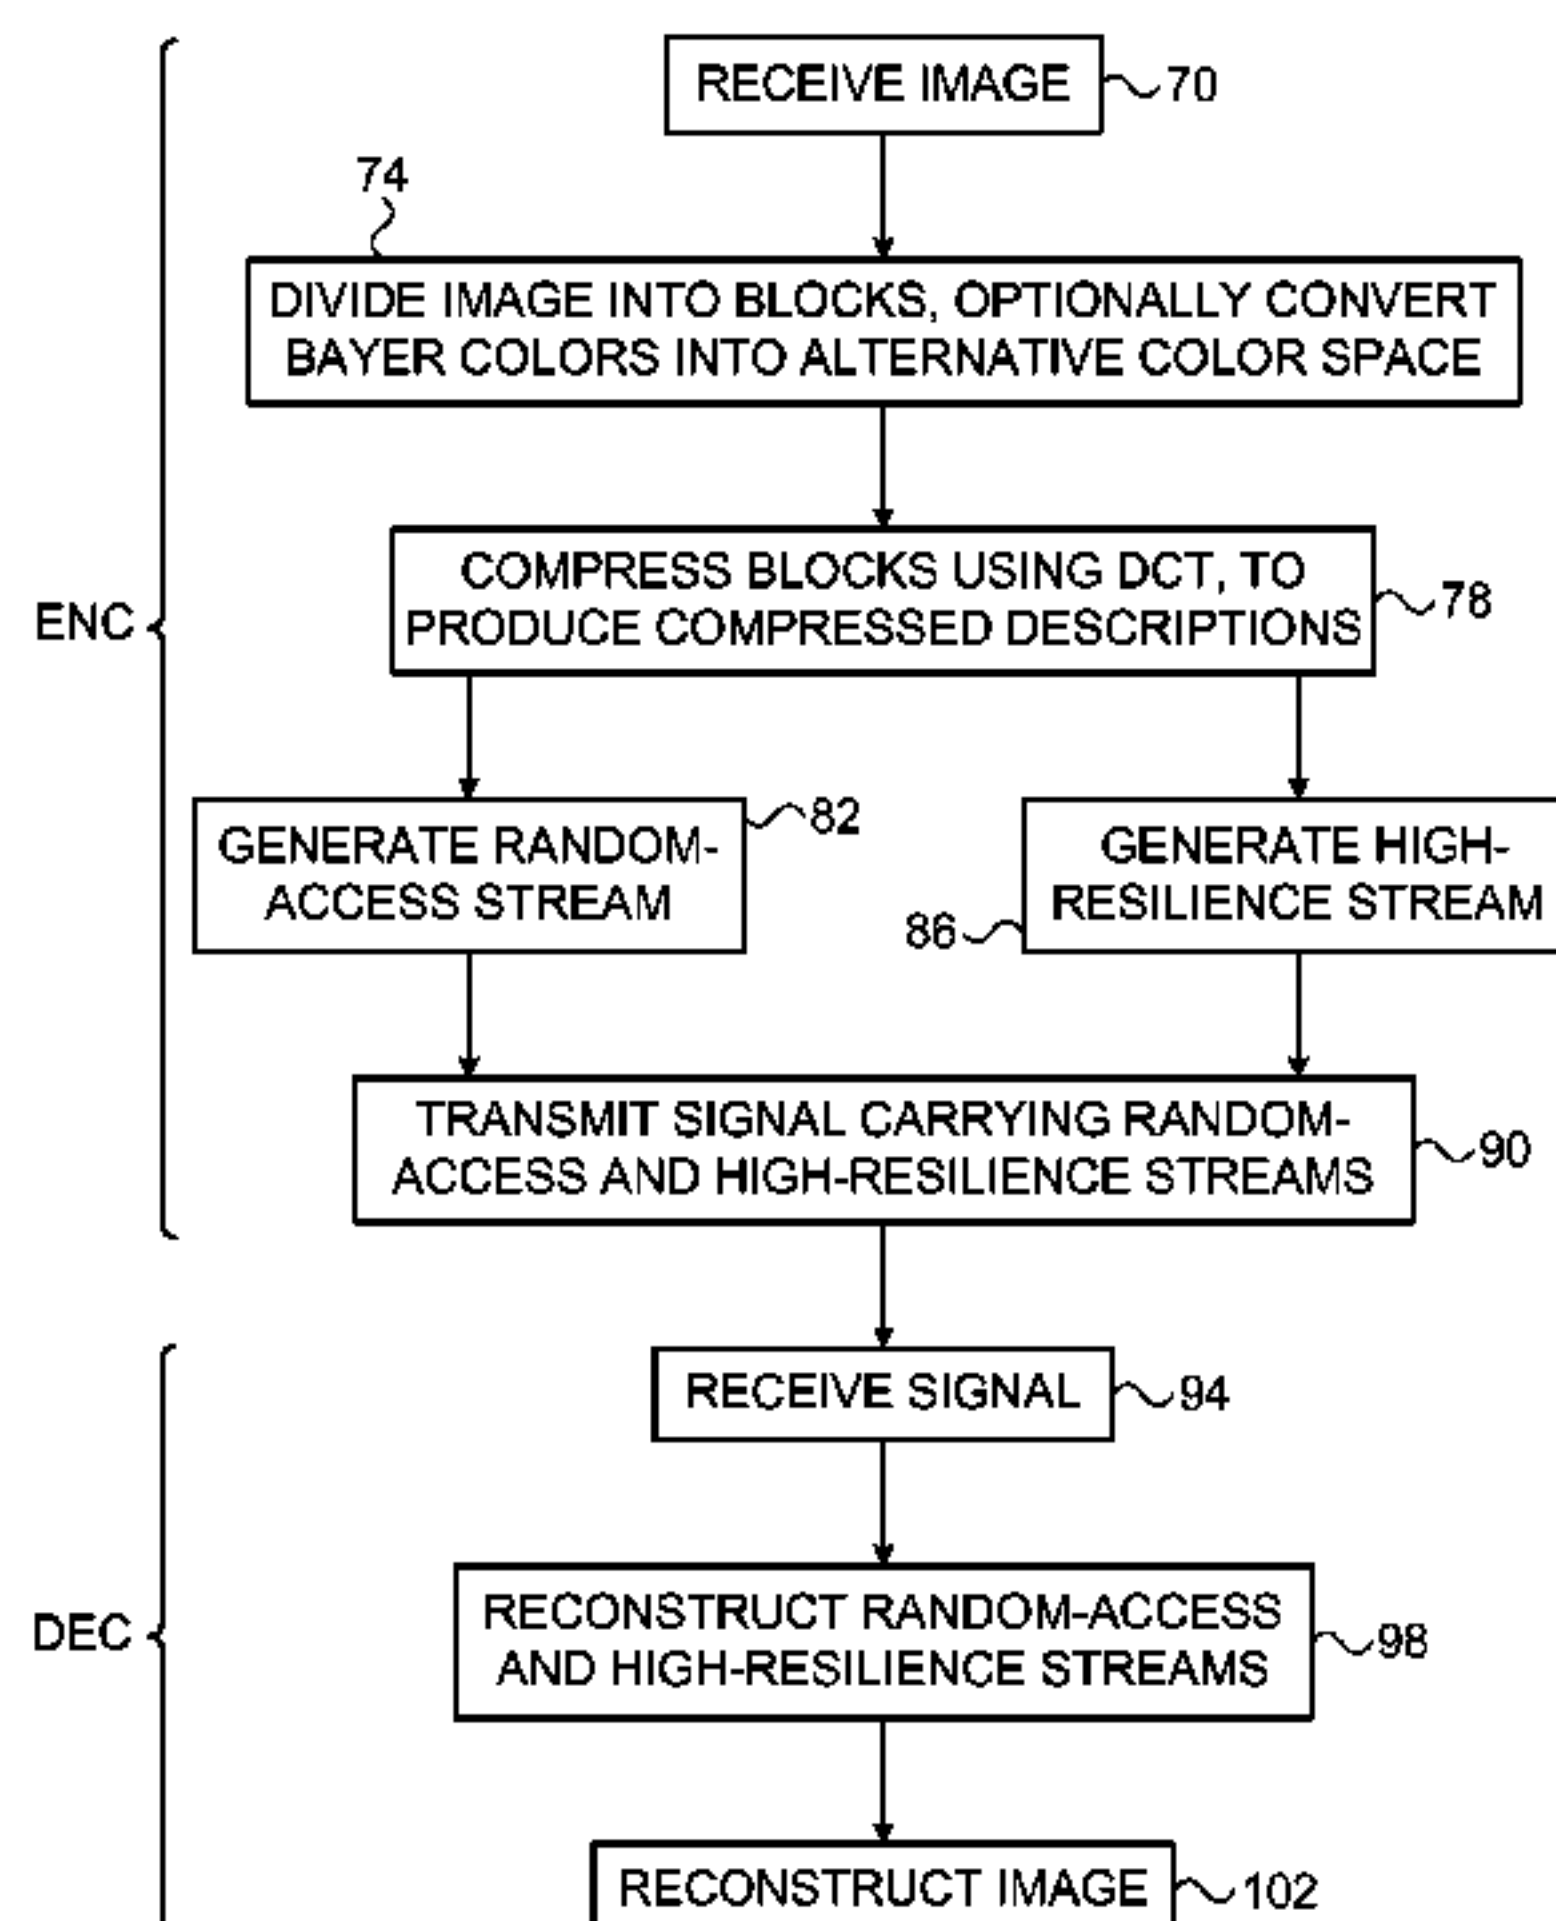 RECEIVE IMAGE
70
74
DIVIDE IMAGE INTO BLOCKS, OPTIONALLY CONVERT
BAYER COLORS INTO ALTERNATIVE COLOR SPACE
ENC
COMPRESS BLOCKS USING DCT, TO
PRODUCE COMPRESSED DESCRIPTIONS
78
GENERATE RANDOM-
ACCESS STREAM
82
GENERATE HIGH-
RESILIENCE STREAM
86
TRANSMIT SIGNAL CARRYING RANDOM-
ACCESS AND HIGH-RESILIENCE STREAMS
90
RECEIVE SIGNAL
94
DEC
RECONSTRUCT RANDOM-ACCESS
AND HIGH-RESILIENCE STREAMS
98
RECONSTRUCT IMAGE
102